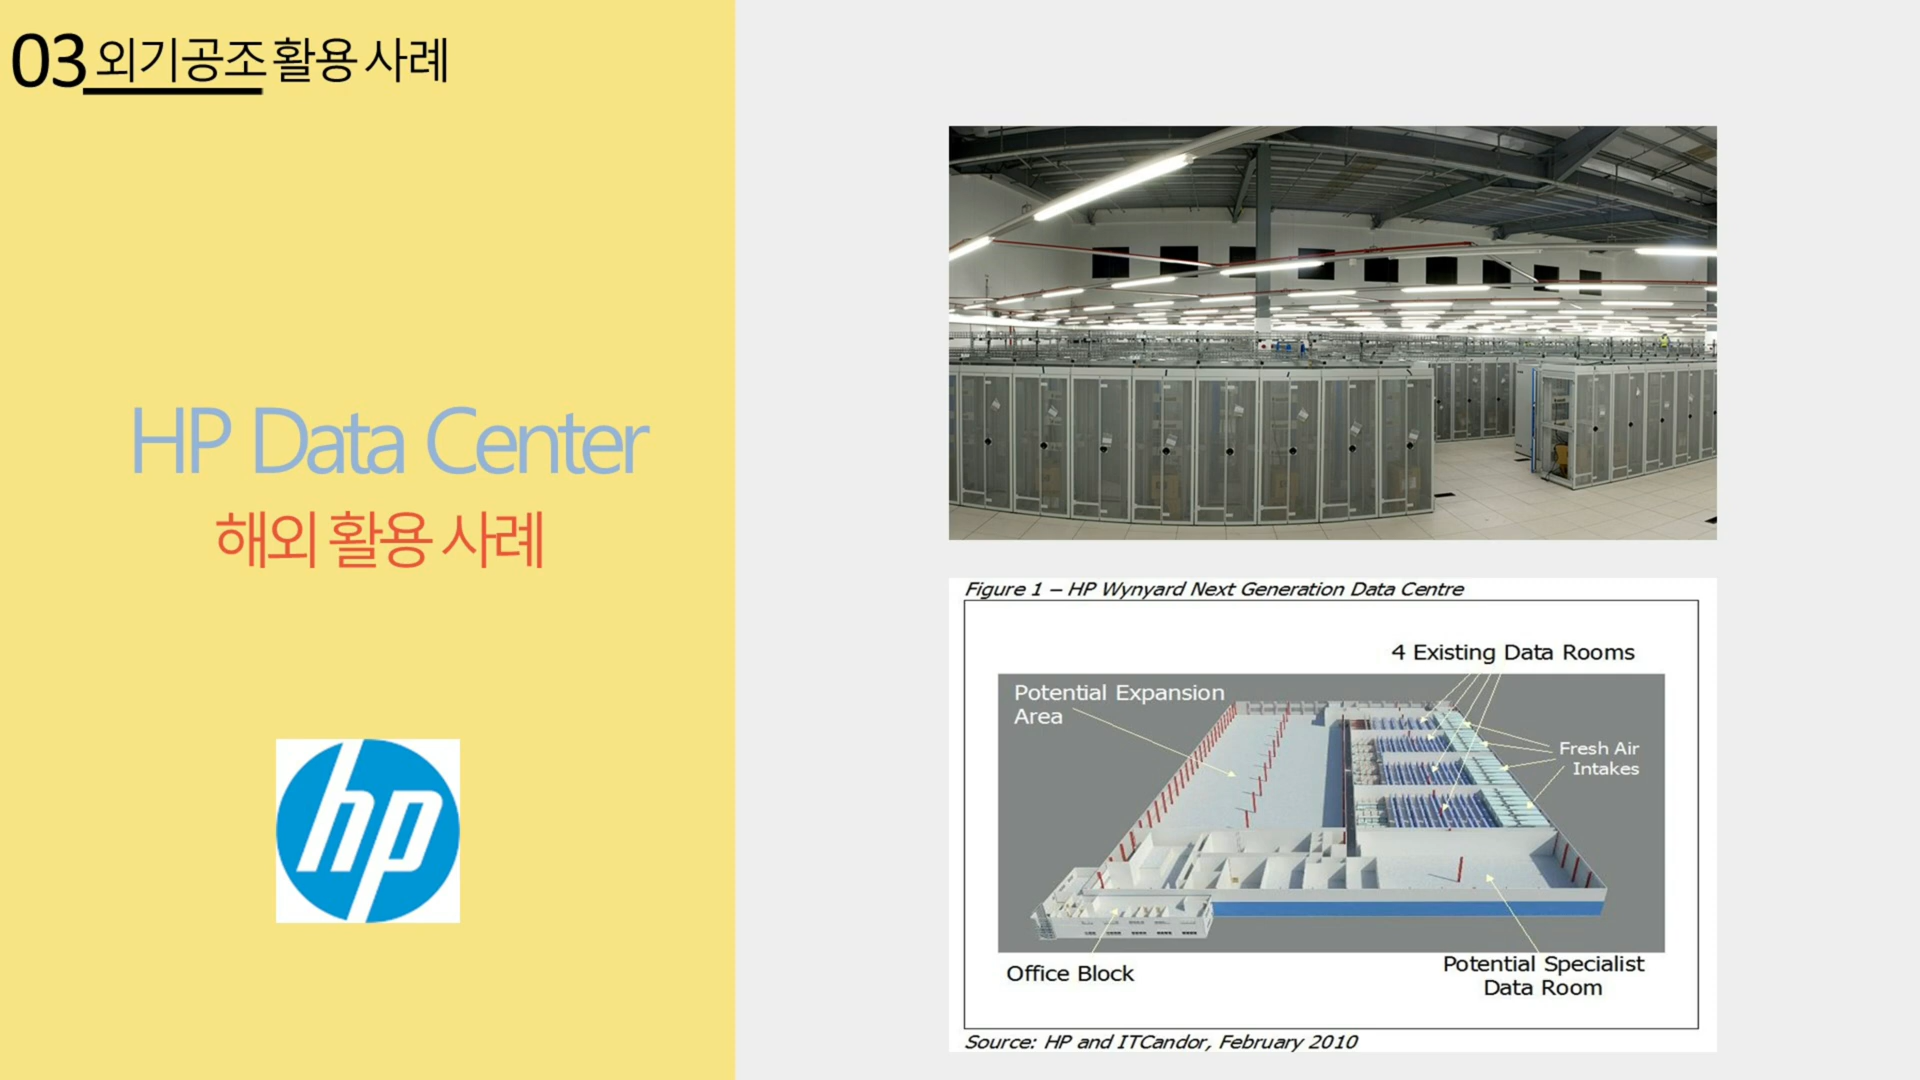 03 외기공조 활용 사례
HP Data Center
해외 활용 사례
hp
Figure 1 – HP Wynyard Next Generation Data Centre
4 Existing Data Rooms
Potential Expansion
Area
Fresh Air
Intakes
Office Block
Potential Specialist
Data Room
Source: HP and ITCandor, February 2010